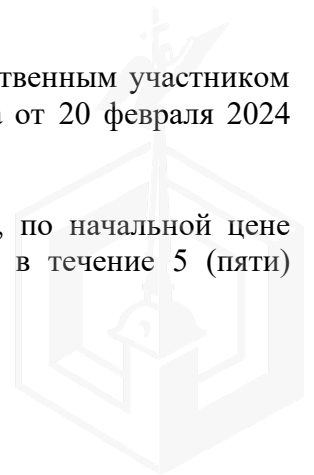 твенным участником
от 20 февраля 2024
по начальной цене
в течение 5 (пяти)